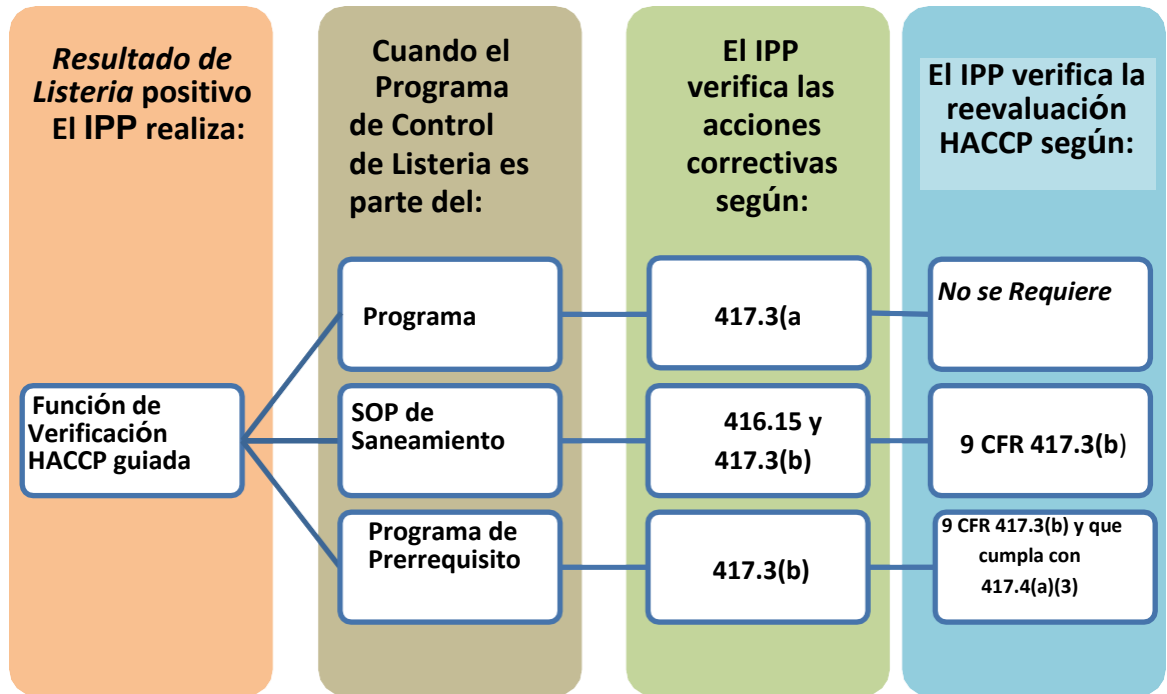 Resultado de
Listeria positivo
El IPP realiza:
Función de
Verificación
HACCP guiada
Cuando el
Programa
de Control
de Listeria es
parte del:
Programa
SOP de
Saneamiento
Programa de
Prerrequisito
El IPP
verifica las
acciones
correctivas
según:
417.3(a
416.15 y
417.3(b)
417.3(b)
El IPP verifica la
reevaluación
HACCP según:
No se Requiere
9 CFR 417.3(b)
9 CFR 417.3(b) y que
cumpla con
417.4(a)(3)